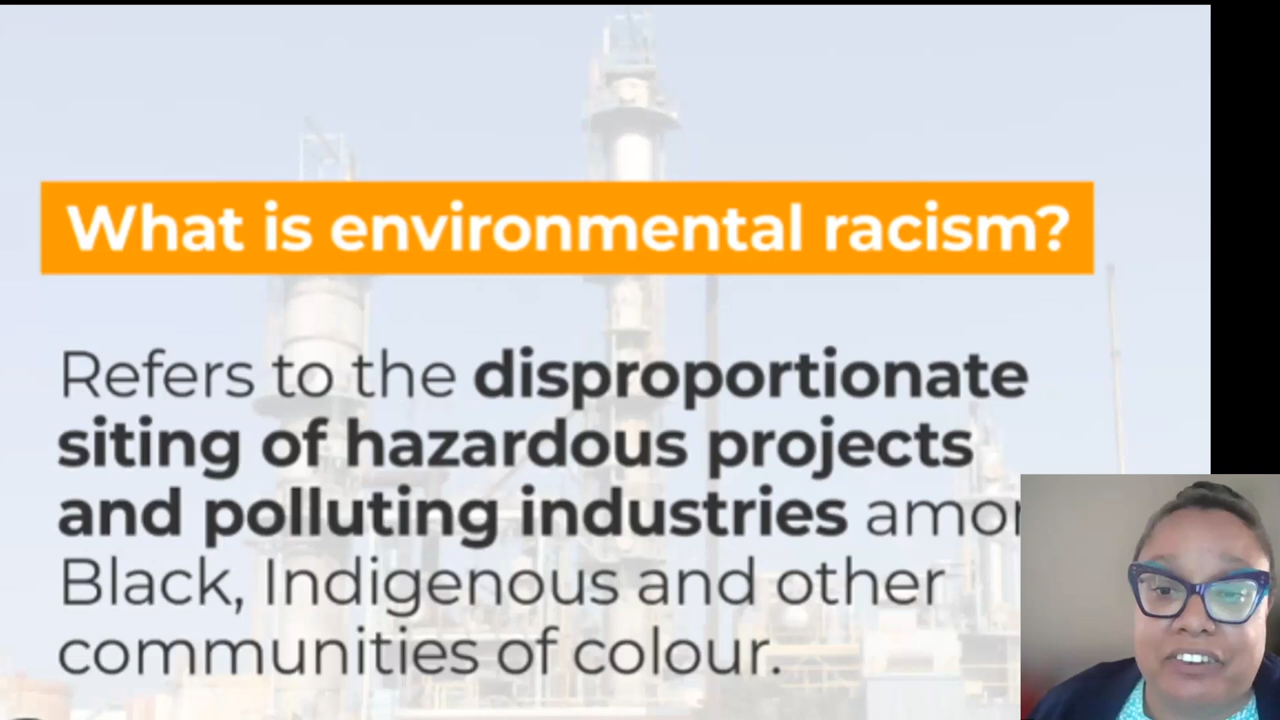 What is environmental racism?
Refers to the disproportionate
siting of hazardous projects
and polluting industries
Black, Indigenous and other
communities of colour.